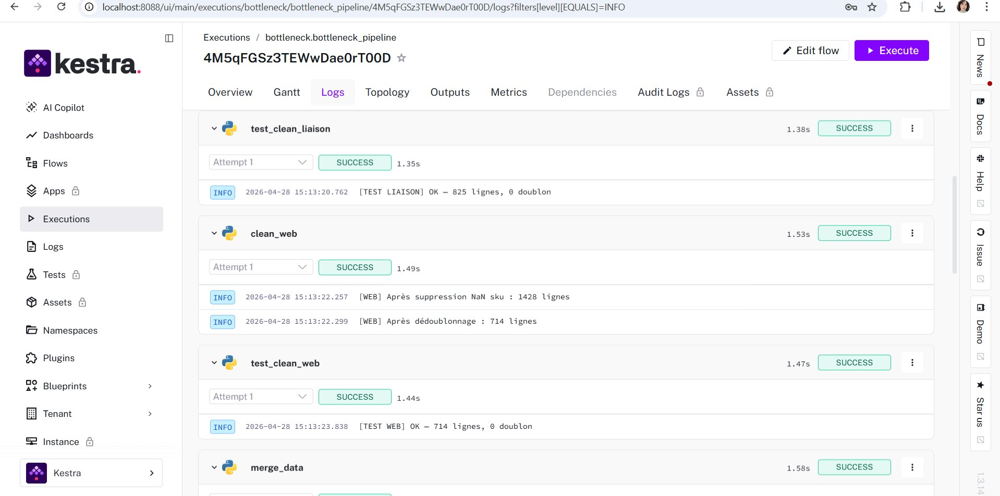 localhost:8088/ui/main/executions/bottleneck/bottleneck_pipeline/4M5qFGSz3TEWwDae0rT00D/logs?filters[level][EQUALS]=INFO
kestra.
AI Copilot
Dashboards
Flows
Apps
Executions
Logs
Tests
Assets
Namespaces
Plugins
Blueprints
Tenant
Instance
Kestra
Executions / bottleneck.bottleneck_pipeline
4M5qFGSz3TEWwDae0rT00D
Edit flow
Execute
Overview Gantt Logs Topology Outputs Metrics Dependencies Audit Logs Assets
test_clean_liaison 1.38s SUCCESS
Attempt 1 SUCCESS 1.35s
INFO 2026-04-28 15:13:20.762 [TEST LIAISON] OK — 825 lignes, 0 doublon
clean_web 1.53s SUCCESS
Attempt 1 SUCCESS 1.49s
INFO 2026-04-28 15:13:22.257 [WEB] Après suppression NaN sku : 1428 lignes
INFO 2026-04-28 15:13:22.299 [WEB] Après dédoublonnage : 714 lignes
test_clean_web 1.47s SUCCESS
Attempt 1 SUCCESS 1.44s
INFO 2026-04-28 15:13:23.838 [TEST WEB] OK — 714 lignes, 0 doublon
merge_data 1.58s SUCCESS
News
Docs
Help
Issue
Demo
Star us
1.3.14